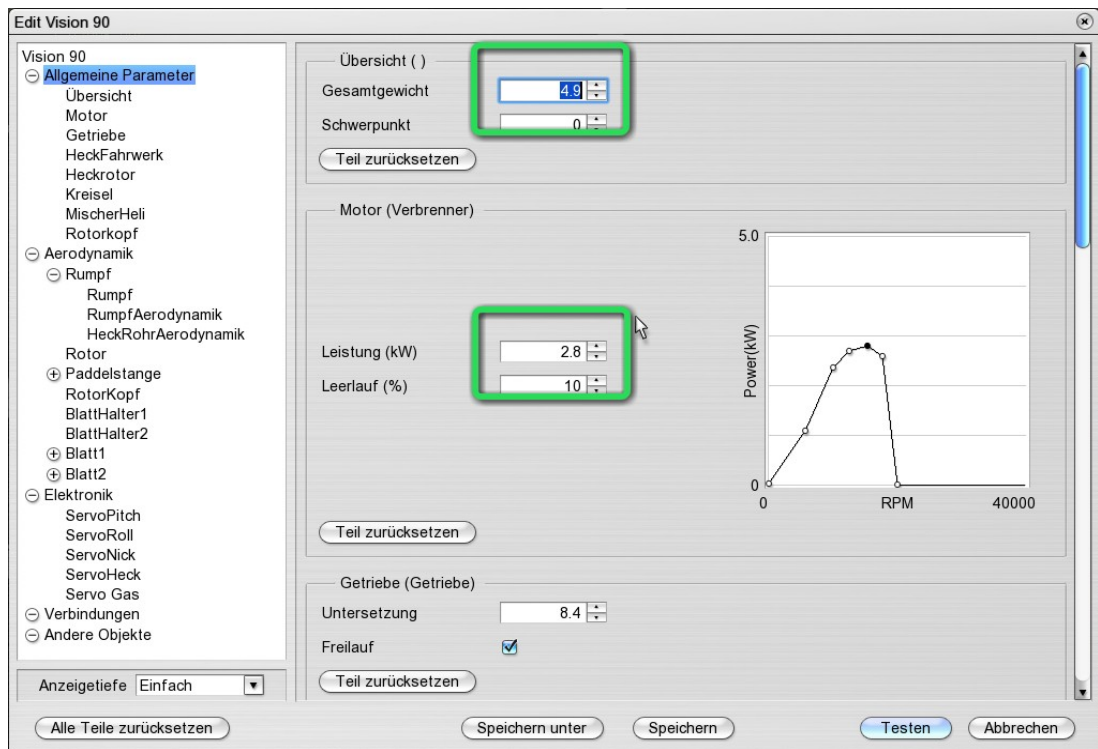 Edit Vision 90
Vision 90
Allgemeine Parameter
Übersicht
Motor
Getriebe
HeckFahrwerk
Heckrotor
Kreisel
MischerHeli
Rotorkopf
Aerodynamik
Rumpf
Rumpf
RumpfAerodynamik
HeckRohrAerodynamik
Rotor
Paddelstange
RotorKopf
BlattHalter1
BlattHalter2
Blatt1
Blatt2
Elektronik
ServoPitch
ServoRoll
ServoNick
ServoHeck
Servo Gas
Verbindungen
Andere Objekte
Anzeigetiefe Einfach
Übersicht ( )
Gesamtgewicht 4.9
Schwerpunkt 0
Teil zurücksetzen
Motor (Verbrenner)
Leistung (kW) 2.8
Leerlauf (%) 10
5.0
Power(kW)
0
0 RPM 40000
Teil zurücksetzen
Getriebe (Getriebe)
Untersetzung 8.4
Freilauf
Teil zurücksetzen
Alle Teile zurücksetzen Speichern unter Speichern Testen Abbrechen